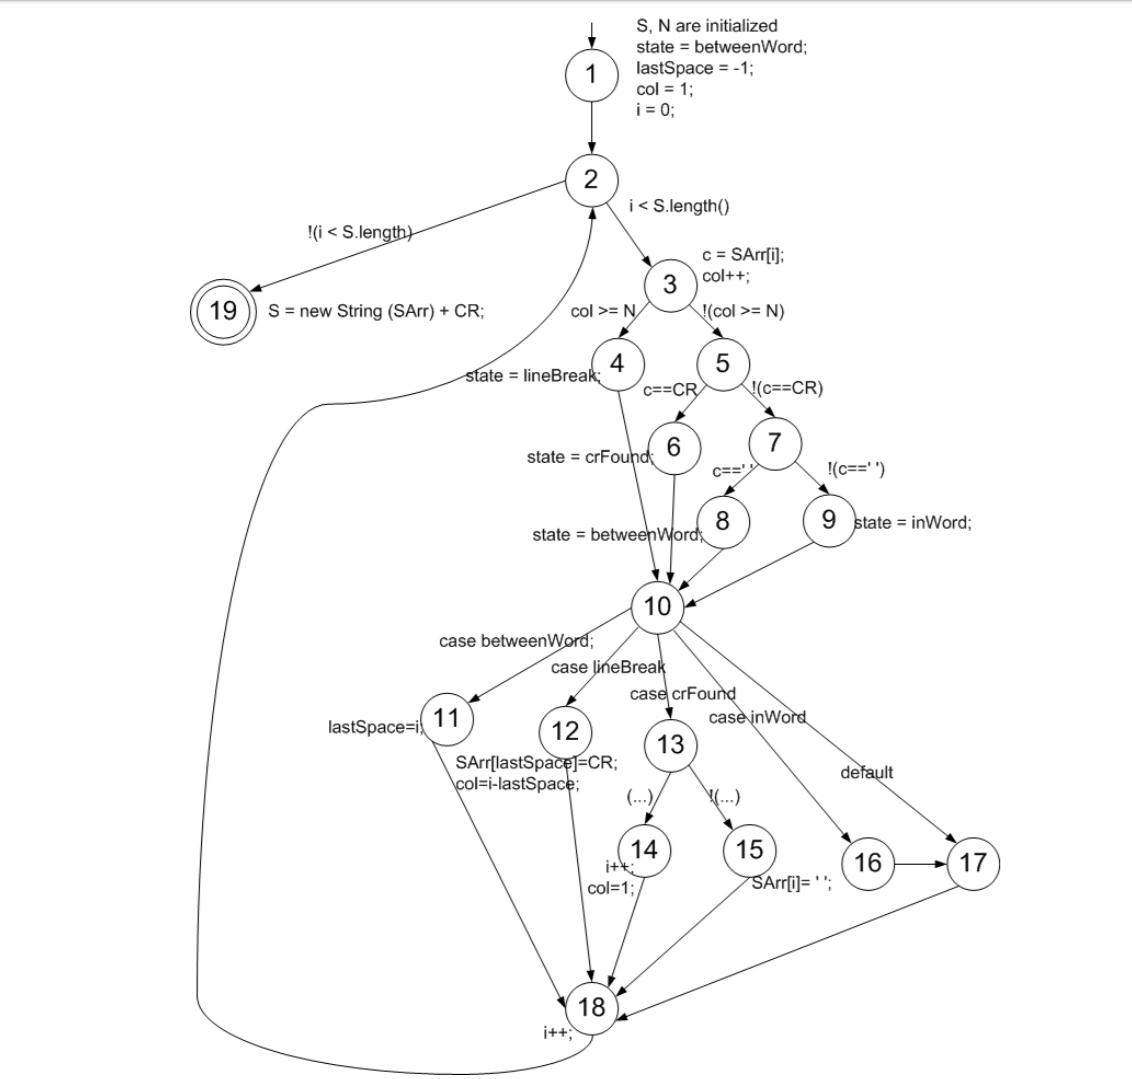 S, N are initialized
state = betweenWord;
lastSpace = -1;
col = 1;
i = 0;
1
2
i < S.length()
!(i < S.length)
c = SArr[i];
col++;
3
19
S = new String (SArr) + CR;
col >= N
!(col >= N)
4
5
state = lineBreak;
c==CR
!(c==CR)
6
7
state = crFound;
c==' '
!(c==' ')
8
9
state = betweenWord;
state = inWord;
10
case betweenWord;
case lineBreak
case crFound
case inWord
default
11
lastSpace=i;
12
13
SArr[lastSpace]=CR;
col=i-lastSpace;
(...)
!(...)
14
15
16
17
i++;
col=1;
SArr[i]= ' ';
18
i++;